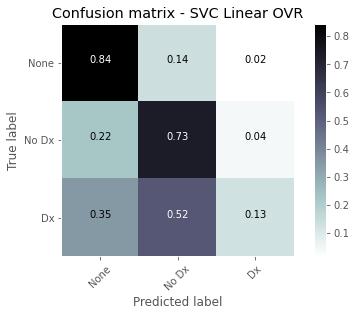 Confusion matrix - SVC Linear OVR
True label
None
0.84 0.14 0.02
No Dx
0.22 0.73 0.04
Dx
0.35 0.52 0.13
None No Dx Dx
Predicted label
0.8
0.7
0.6
0.5
0.4
0.3
0.2
0.1